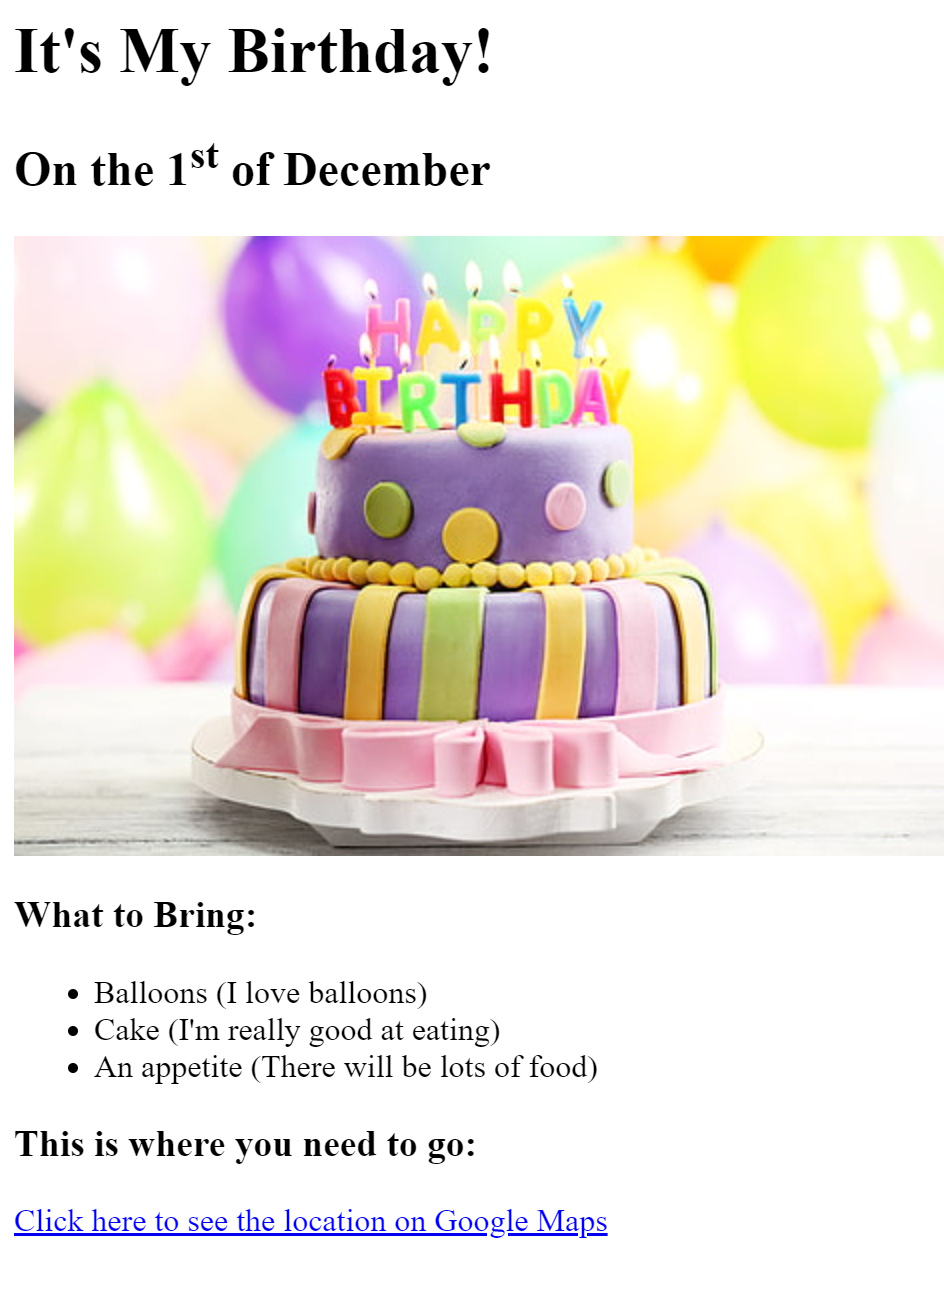 It's My Birthday!
On the 1st of December
HAPPY
BIRTHDAY
What to Bring:
Balloons (I love balloons)
Cake (I'm really good at eating)
An appetite (There will be lots of food)
This is where you need to go:
Click here to see the location on Google Maps